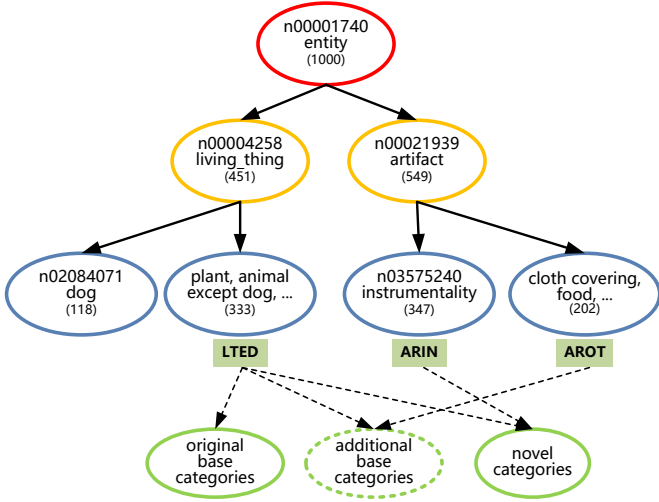 n00001740
entity
(1000)
n00004258
living_thing
(451)
n00021939
artifact
(549)
n02084071
dog
(118)
plant, animal
except dog, ...
(333)
n03575240
instrumentality
(347)
cloth covering,
food, ...
(202)
LTED
ARIN
AROT
original
base
categories
additional
base
categories
novel
categories